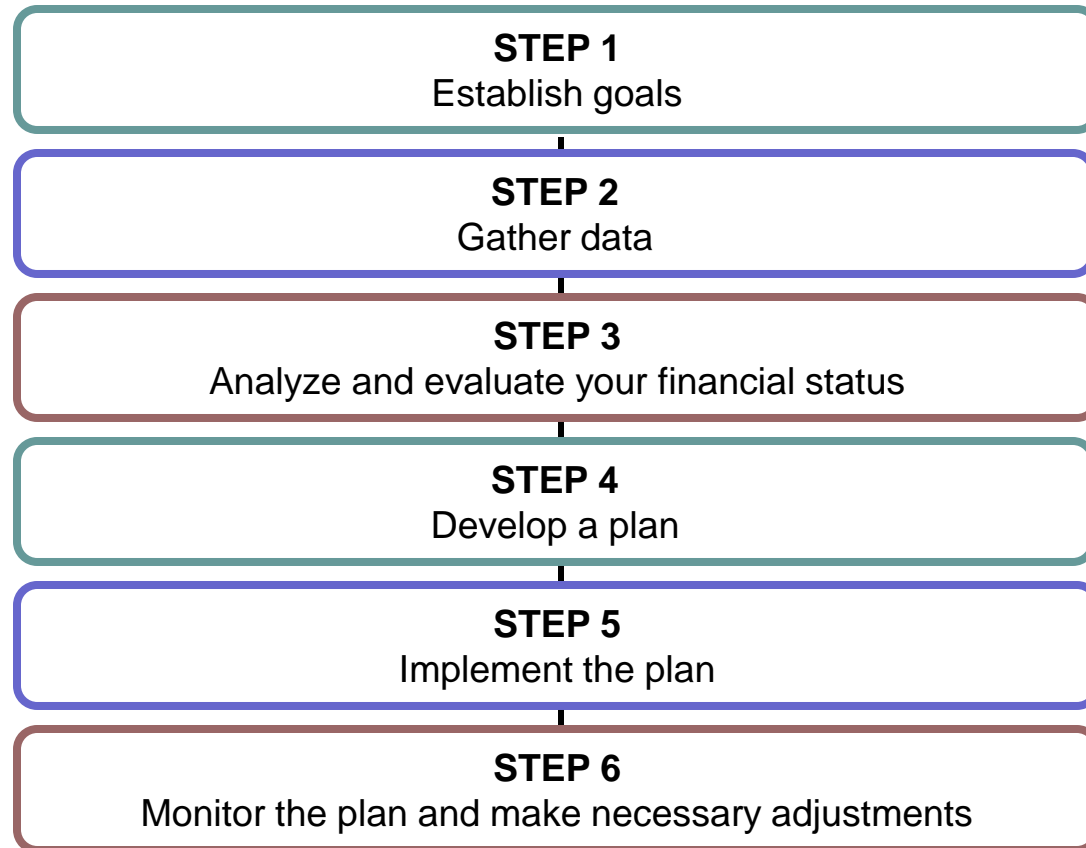 STEP 1
Establish goals
STEP 2
Gather data
STEP 3
Analyze and evaluate your financial status
STEP 4
Develop a plan
STEP 5
Implement the plan
STEP 6
Monitor the plan and make necessary adjustments